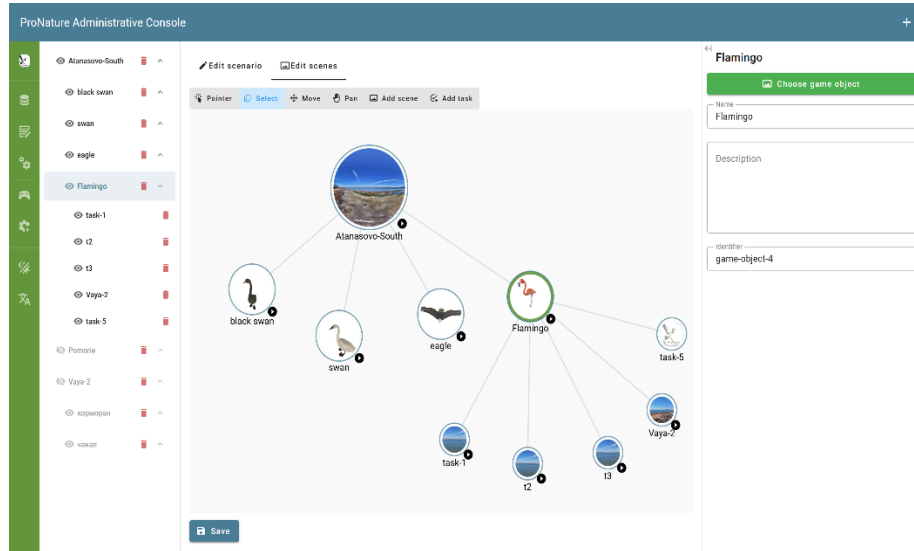 ProNature Administrative Console
Atanasovo-South
black swan
swan
eagle
Flamingo
task-1
t2
t3
Vaya-2
task-5
Pomorie
Vaya-2
корморан
чакал
Edit scenario Edit scenes
Pointer Select Move Pan Add scene Add task
Atanasovo-South
black swan
swan
eagle
Flamingo
task-5
Vaya-2
task-1
t2
t3
Save
Flamingo
Choose game object
Name
Flamingo
Description
Identifier
game-object-4